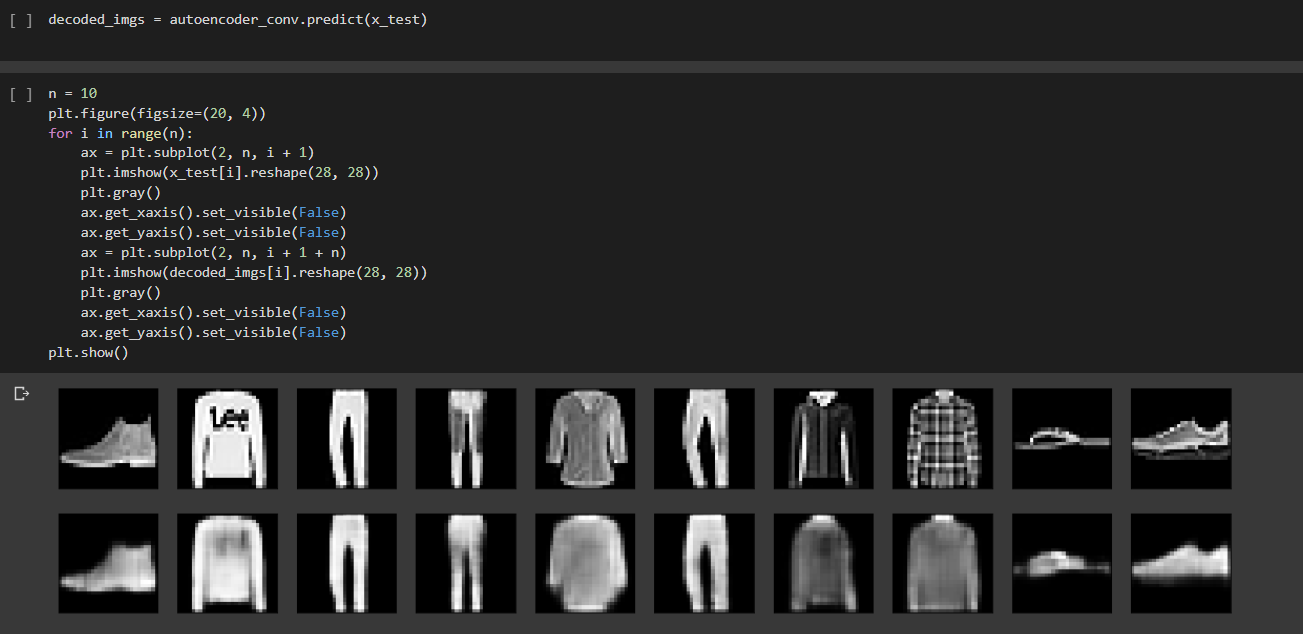 [ ] decoded_imgs = autoencoder_conv.predict(x_test)
[ ] n = 10
plt.figure(figsize=(20, 4))
for i in range(n):
    ax = plt.subplot(2, n, i + 1)
    plt.imshow(x_test[i].reshape(28, 28))
    plt.gray()
    ax.get_xaxis().set_visible(False)
    ax.get_yaxis().set_visible(False)
    ax = plt.subplot(2, n, i + 1 + n)
    plt.imshow(decoded_imgs[i].reshape(28, 28))
    plt.gray()
    ax.get_xaxis().set_visible(False)
    ax.get_yaxis().set_visible(False)
plt.show()
Lee